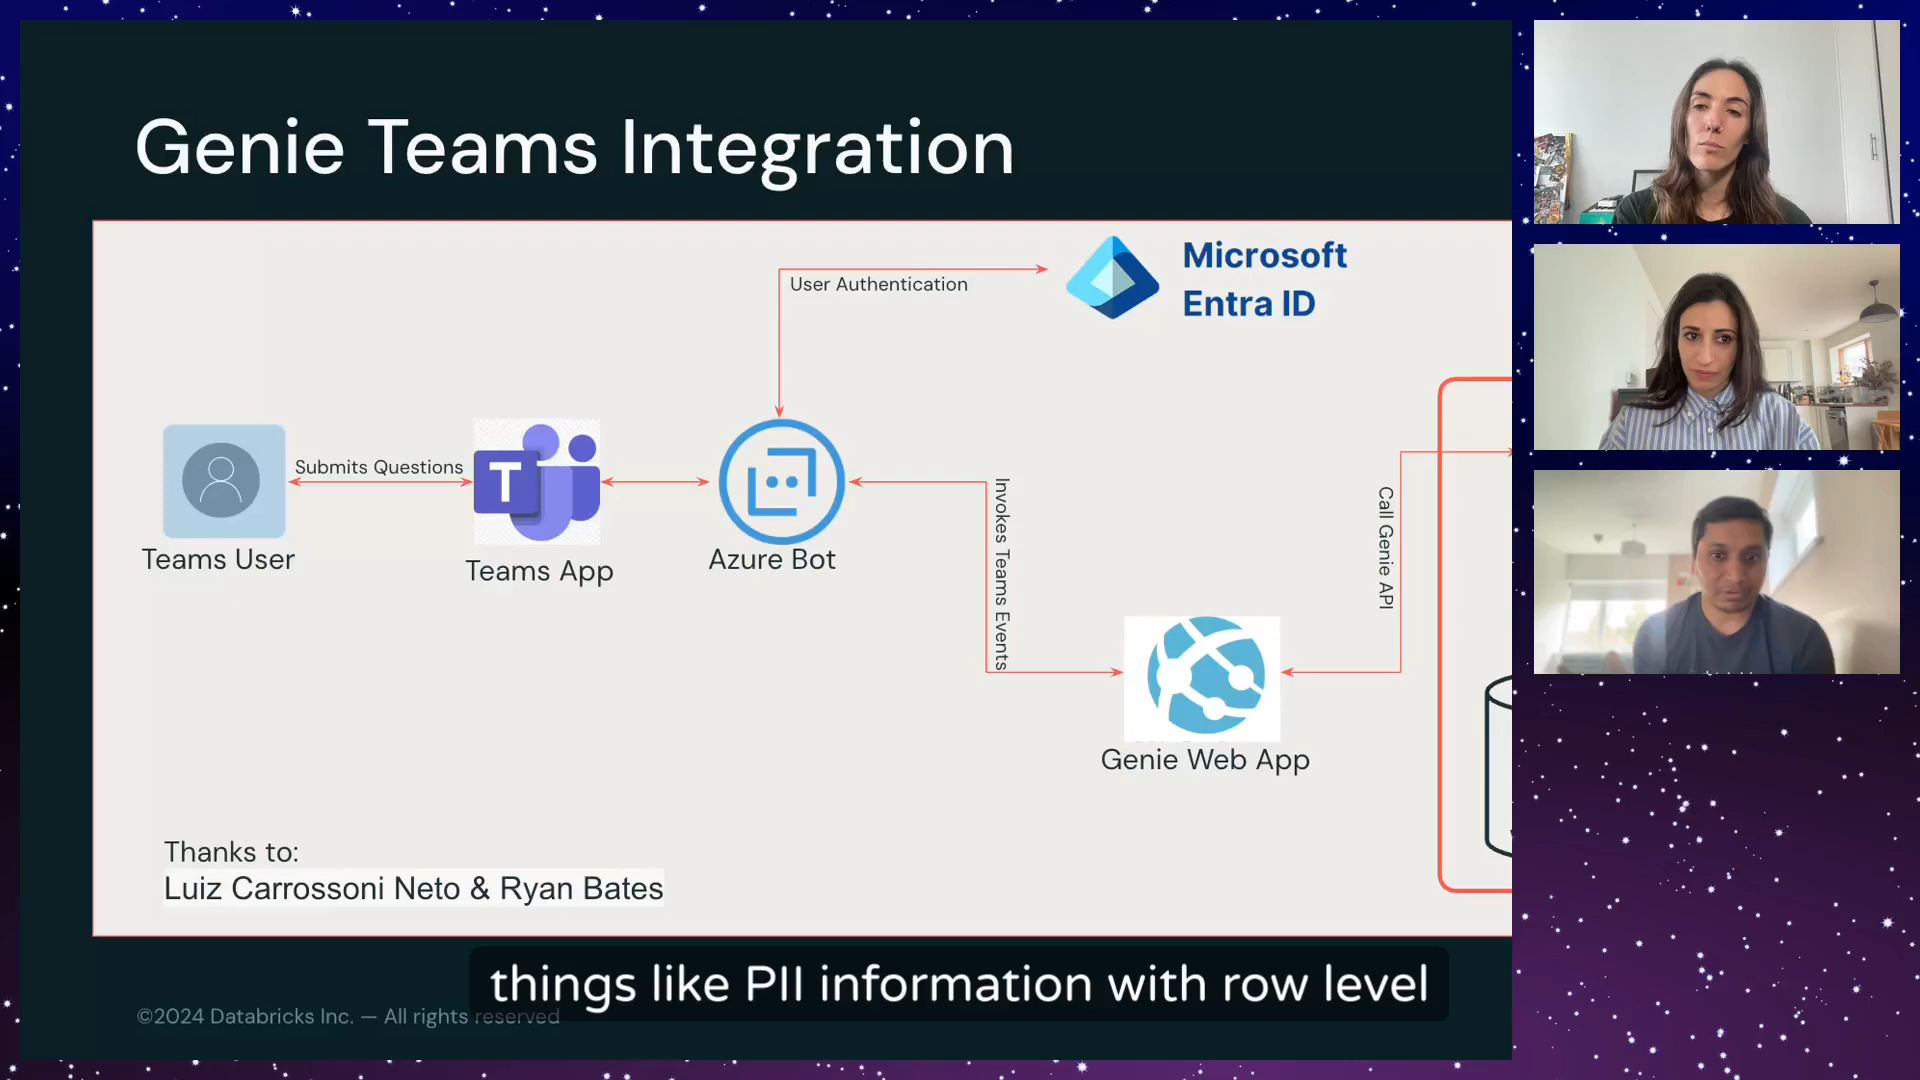 Genie Teams Integration
Microsoft
Entra ID
User Authentication
Submits Questions
T
Teams User
Teams App
Azure Bot
Invokes Teams Events
Call Genie API
Genie Web App
Thanks to:
Luiz Carrossoni Neto & Ryan Bates
things like PII information with row level
©2024 Databricks Inc. — All rights reserved